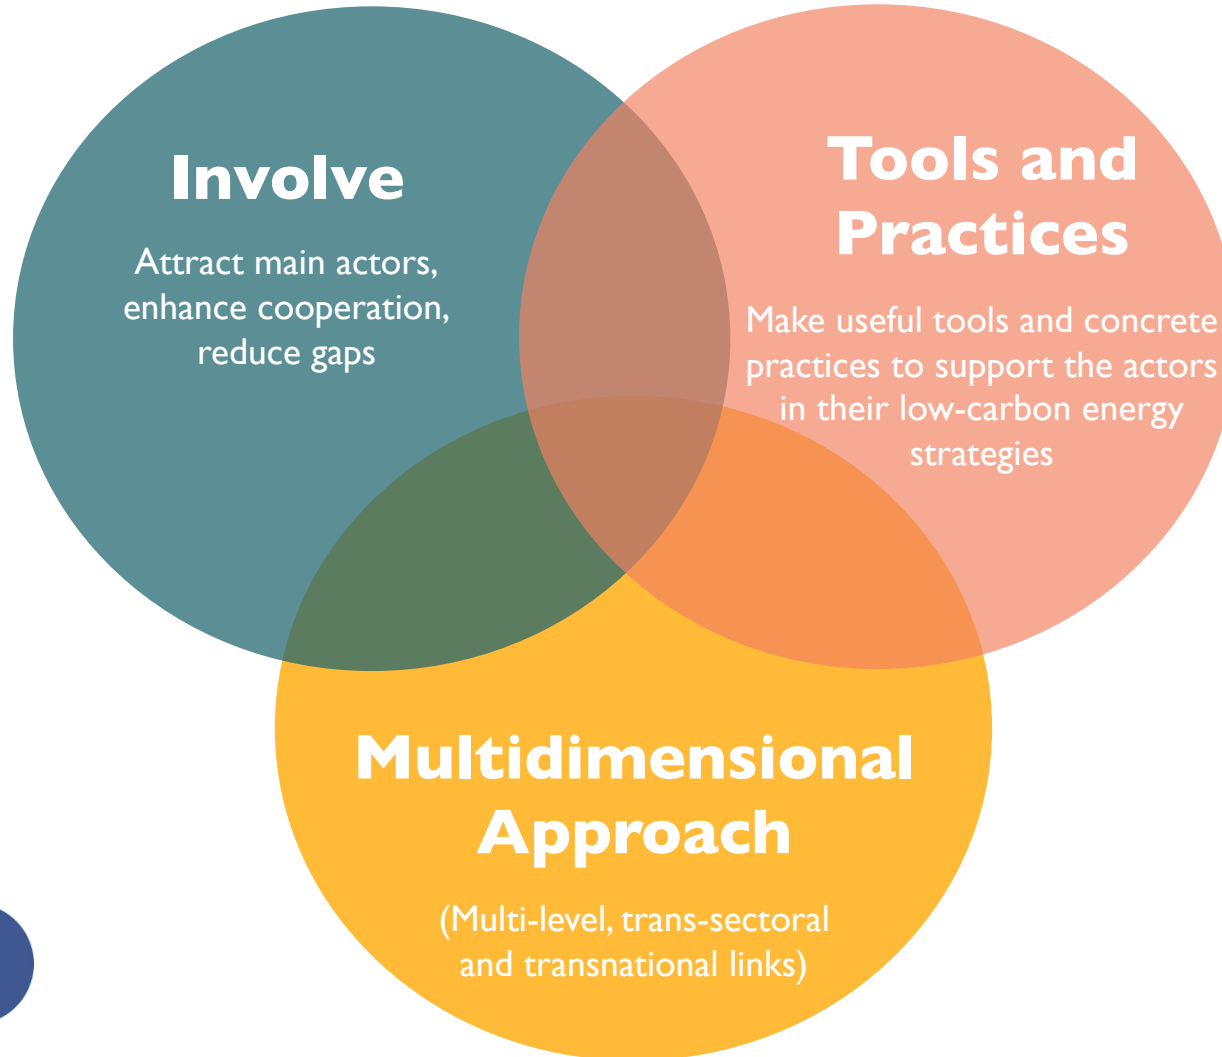 Involve
Attract main actors,
enhance cooperation,
reduce gaps
Tools and
Practices
Make useful tools and concrete
practices to support the actors
in their low-carbon energy
strategies
Multidimensional
Approach
(Multi-level, trans-sectoral
and transnational links)